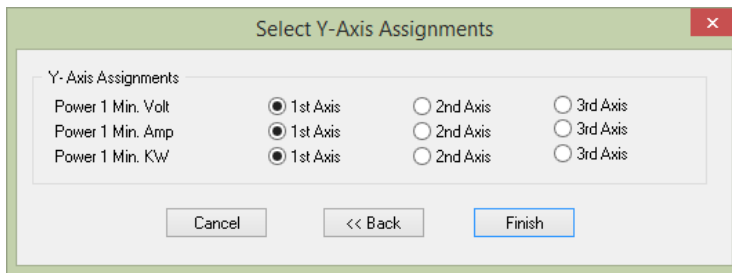 Select Y-Axis Assignments
Y- Axis Assignments
Power 1 Min. Volt 1st Axis 2nd Axis 3rd Axis
Power 1 Min. Amp 1st Axis 2nd Axis 3rd Axis
Power 1 Min. KW 1st Axis 2nd Axis 3rd Axis
Cancel << Back Finish